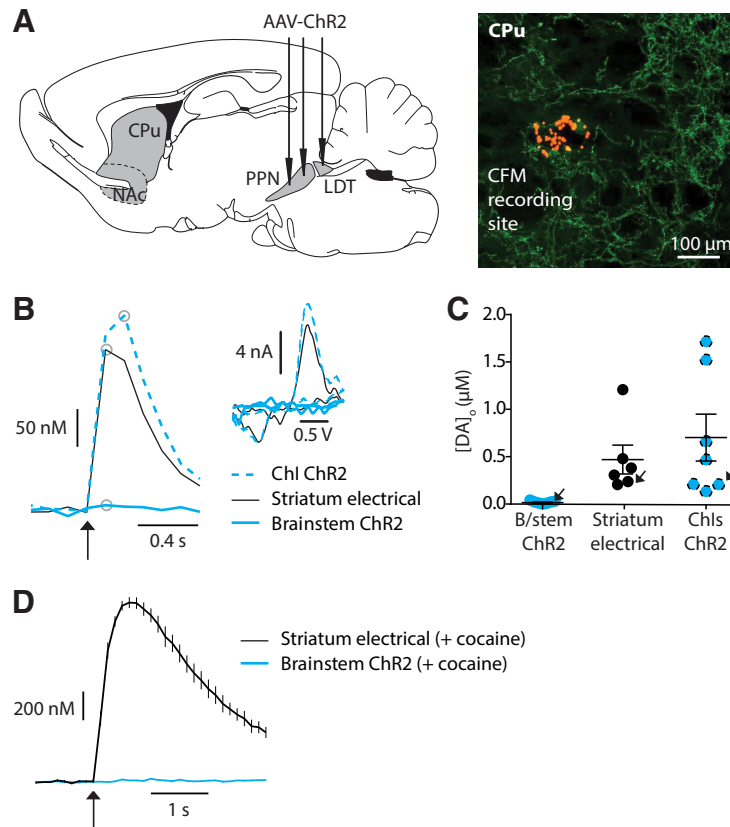 A
AAV-ChR2
CPu
NAc
PPN
LDT
CPu
CFM
recording
site
100 µm
B
50 nM
0.4 s
4 nA
0.5 V
ChI ChR2
Striatum electrical
Brainstem ChR2
C
[DA]o (µM)
2.0
1.5
1.0
0.5
0.0
B/stem
ChR2
Striatum
electrical
ChIs
ChR2
D
200 nM
1 s
Striatum electrical (+ cocaine)
Brainstem ChR2 (+ cocaine)